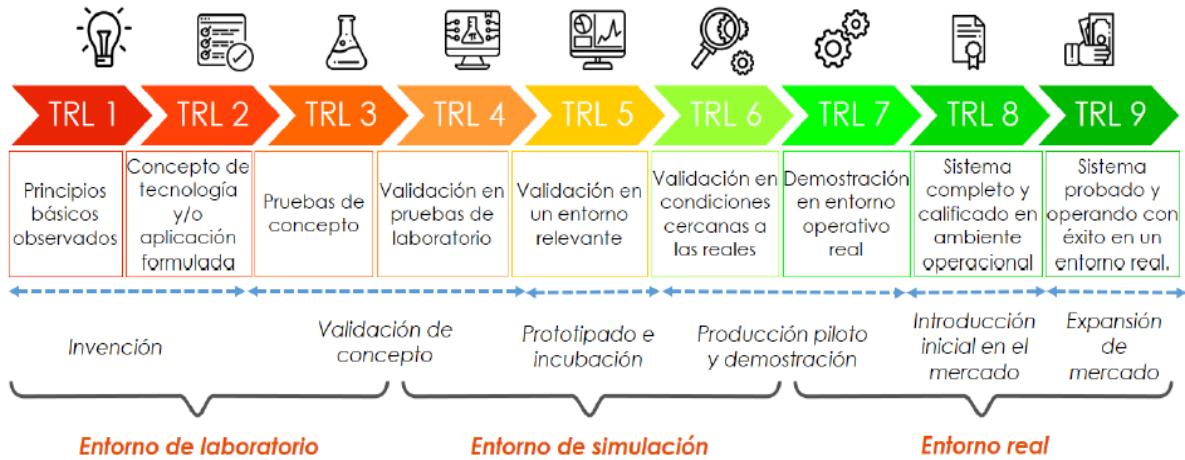 TRL 1
TRL 2
TRL 3
TRL 4
TRL 5
TRL 6
TRL 7
TRL 8
TRL 9
Principios
básicos
observados
Concepto de
tecnología
y/o
aplicación
formulada
Pruebas de
concepto
Validación en
pruebas de
laboratorio
Validación en
un entorno
relevante
Validación en
condiciones
cercanas a
las reales
Demostración
en entorno
operativo
real
Sistema
completo y
calificado en
ambiente
operacional
Sistema
probado y
operando con
éxito en un
entorno real.
Invención
Validación de
concepto
Prototipado e
incubación
Producción piloto
y demostración
Introducción
inicial en el
mercado
Expansión
de
mercado
Entorno de laboratorio
Entorno de simulación
Entorno real